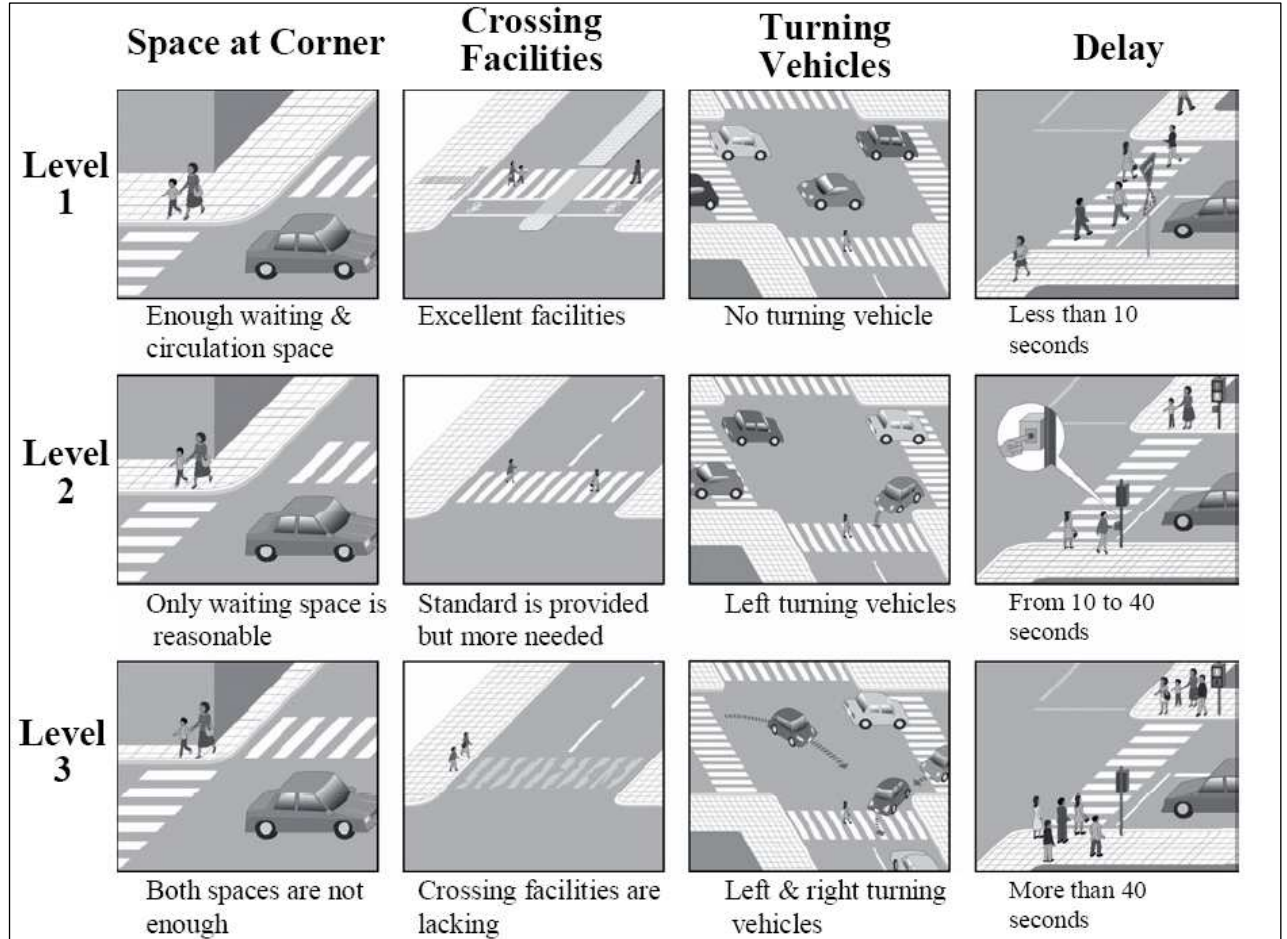 Space at Corner
Crossing
Facilities
Turning
Vehicles
Delay
Level
1
Enough waiting &
circulation space
Excellent facilities
No turning vehicle
Less than 10
seconds
Level
2
Only waiting space is
reasonable
Standard is provided
but more needed
Left turning vehicles
From 10 to 40
seconds
Level
3
Both spaces are not
enough
Crossing facilities are
lacking
Left & right turning
vehicles
More than 40
seconds